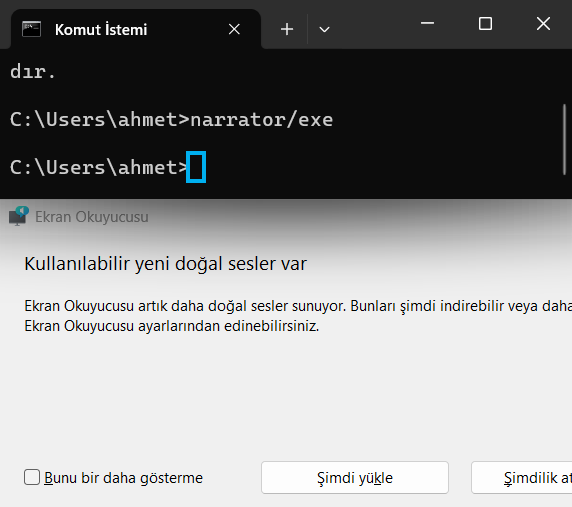 Komut İstemi
dır.
C:\Users\ahmet>narrator/exe
C:\Users\ahmet>
Ekran Okuyucusu
Kullanılabilir yeni doğal sesler var
Ekran Okuyucusu artık daha doğal sesler sunuyor. Bunları şimdi indirebilir veya daha
Ekran Okuyucusu ayarlarından edinebilirsiniz.
Bunu bir daha gösterme
Şimdi yükle
Şimdilik at